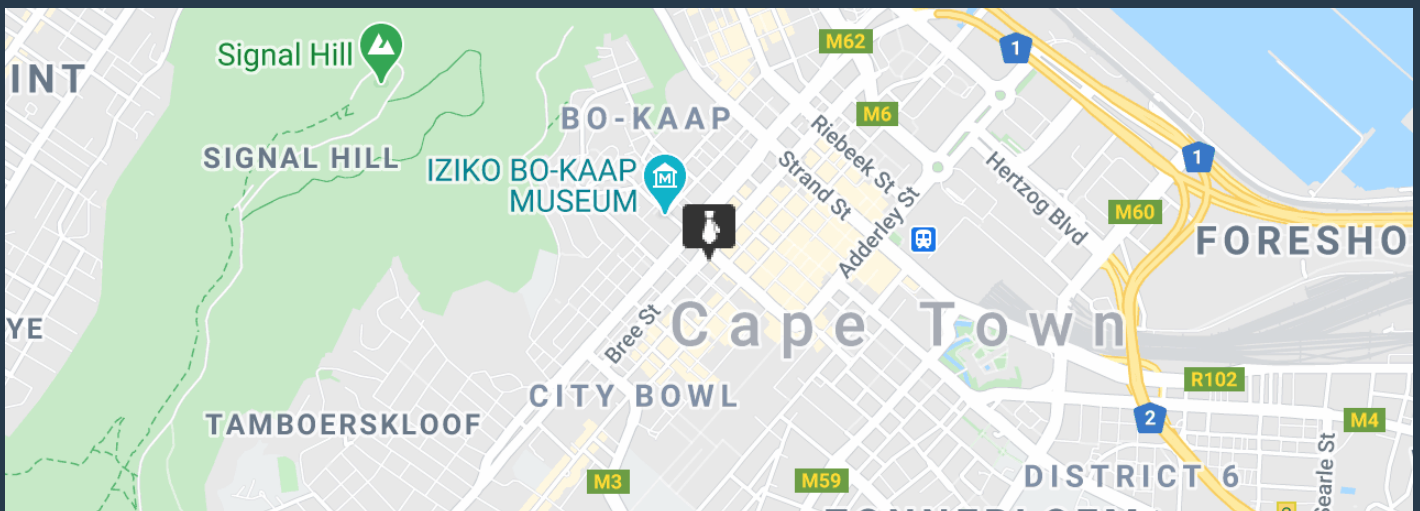 Signal Hill
M62
1
INT
BO-KAAP
M6
Riebeek St
SIGNAL HILL
IZIKO BO-KAAP
MUSEUM
Strand St
Hertzog Blvd
1
M60
Adderley St
FORESHO
YE
Bree St
Cape Town
CITY BOWL
R102
TAMBOERSKLOOF
2
M4
M3
M59
DISTRICT 6
Searle St